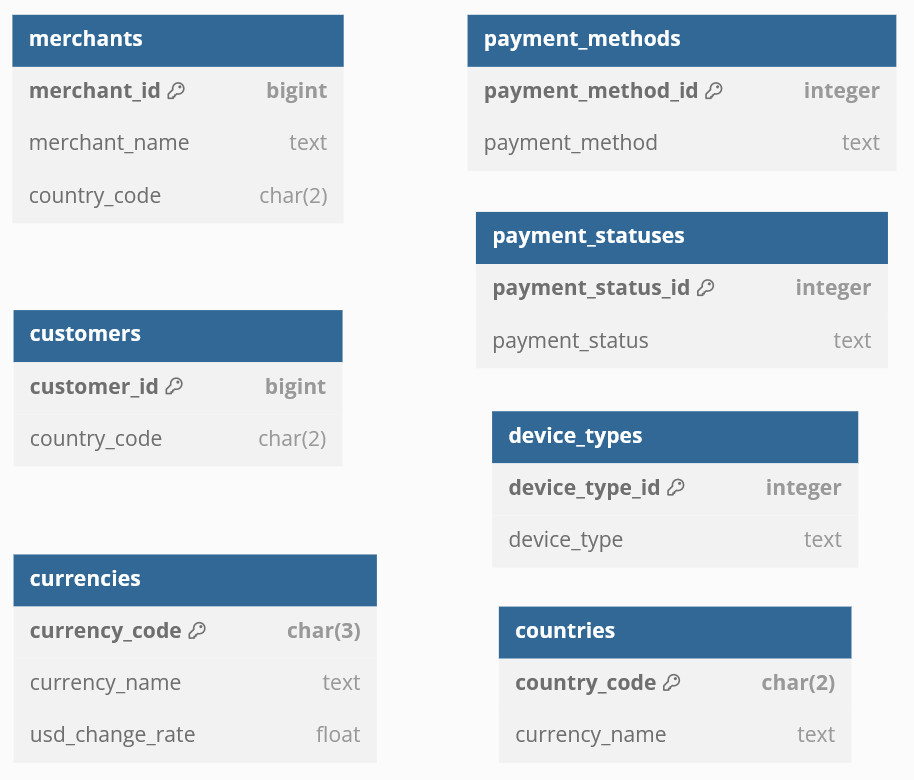 merchants
merchant_id bigint
merchant_name text
country_code char(2)
customers
customer_id bigint
country_code char(2)
currencies
currency_code char(3)
currency_name text
usd_change_rate float
payment_methods
payment_method_id integer
payment_method text
payment_statuses
payment_status_id integer
payment_status text
device_types
device_type_id integer
device_type text
countries
country_code char(2)
currency_name text